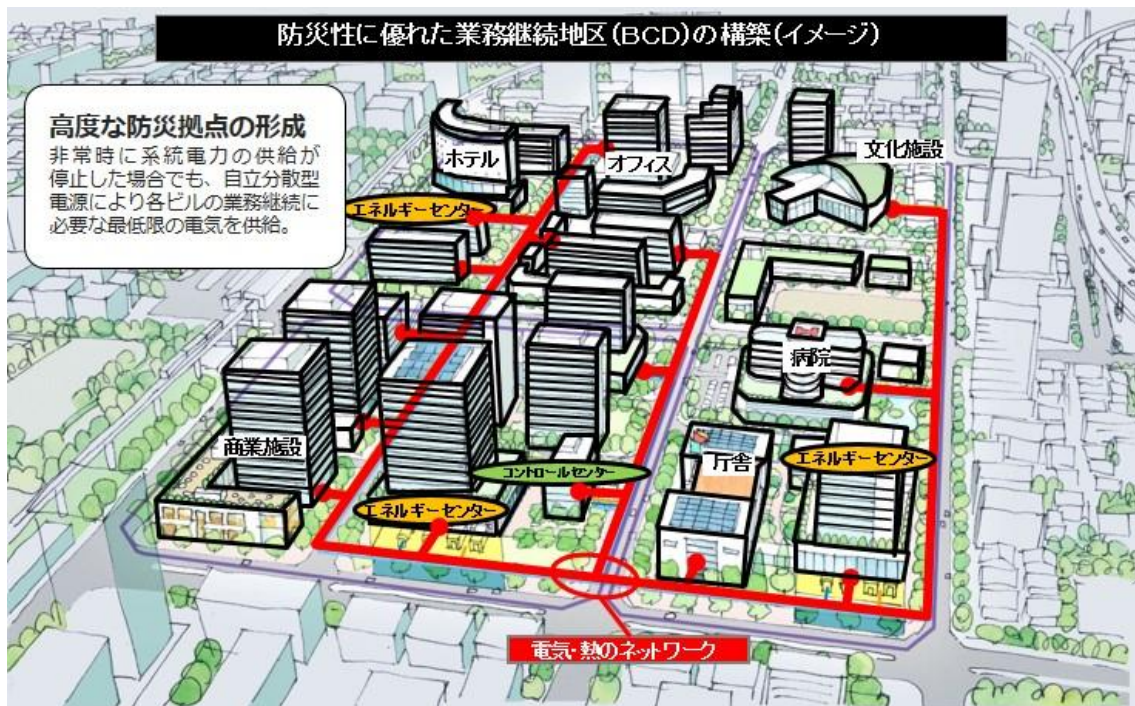 防災性に優れた業務継続地区(BCD)の構築(イメージ)
高度な防災拠点の形成
非常時に系統電力の供給が
停止した場合でも、自立分散型
電源により各ビルの業務継続に
必要な最低限の電気を供給。
ホテル
オフィス
文化施設
エネルギーセンター
病院
商業施設
コントロールセンター
庁舎
エネルギーセンター
エネルギーセンター
電気・熱のネットワーク